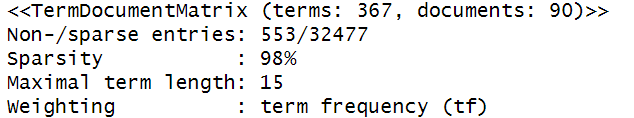 <<TermDocumentMatrix (terms: 367, documents: 90)>>
Non-/sparse entries: 553/32477
Sparsity           : 98%
Maximal term length: 15
Weighting          : term frequency (tf)